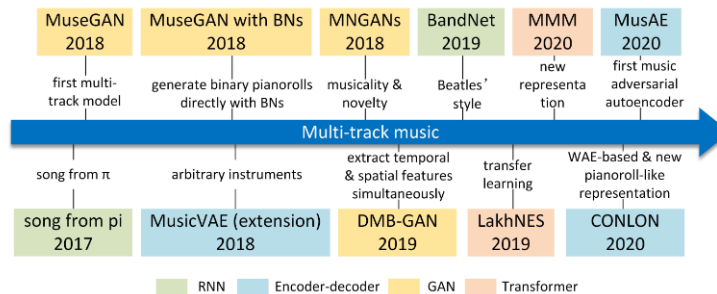 MuseGAN
2018
MuseGAN with BNs
2018
MNGANs
2018
BandNet
2019
MMM
2020
MusAE
2020
first multi-
track model
generate binary pianorolls
directly with BNs
musicality &
novelty
Beatles'
style
new
representa
tion
first music
adversarial
autoencoder
Multi-track music
song from π
arbitrary instruments
extract temporal
& spatial features
simultaneously
transfer
learning
WAE-based & new
pianoroll-like
representation
song from pi
2017
MusicVAE (extension)
2018
DMB-GAN
2019
LakhNES
2019
CONLON
2020
RNN
Encoder-decoder
GAN
Transformer